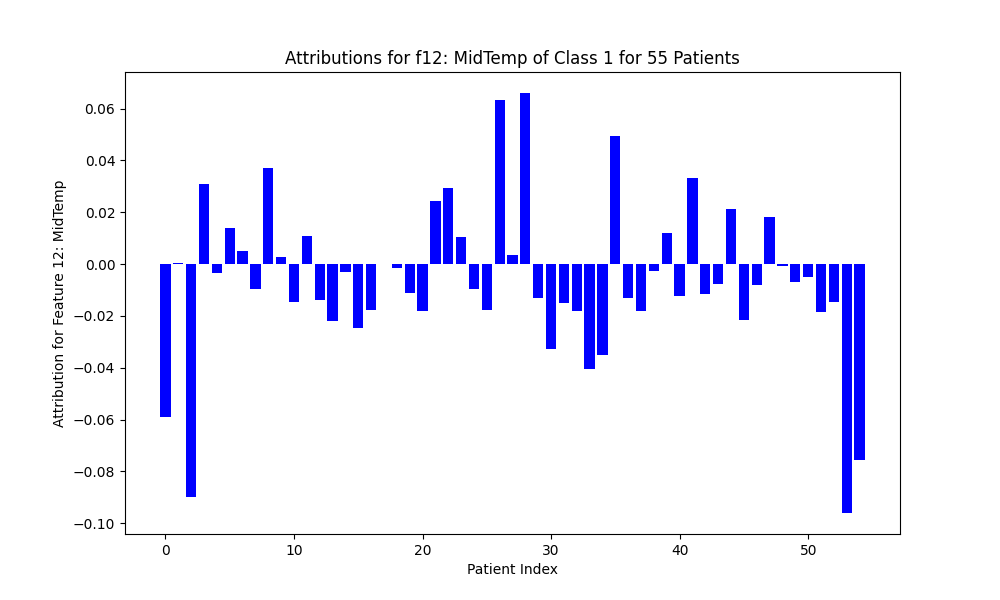 Attributions for f12: MidTemp of Class 1 for 55 Patients
Attribution for Feature 12: MidTemp
0.06
0.04
0.02
0.00
−0.02
−0.04
−0.06
−0.08
−0.10
0 10 20 30 40 50
Patient Index